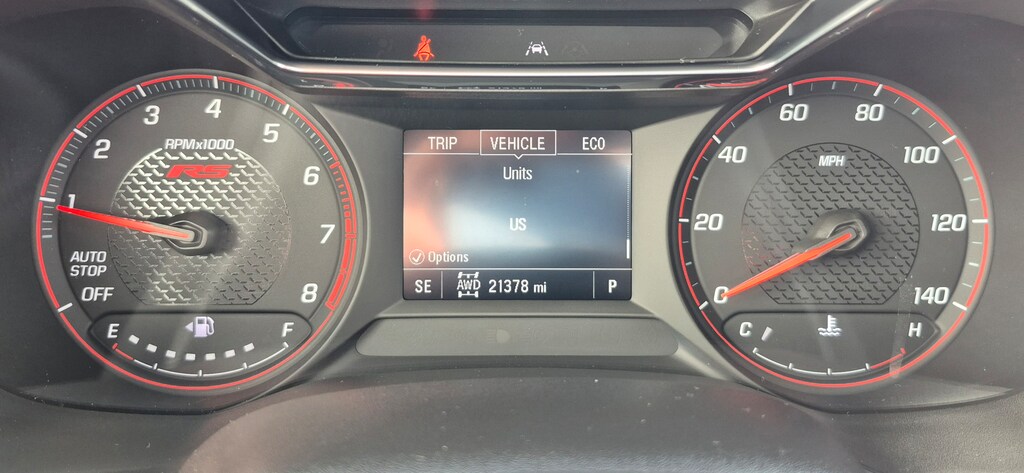 RPMx1000
RS
1
2
3
4
5
6
7
8
AUTO
STOP
OFF
E
F
TRIP VEHICLE ECO
Units
US
Options
SE AWD 21378 mi P
MPH
0
20
40
60
80
100
120
140
C
H